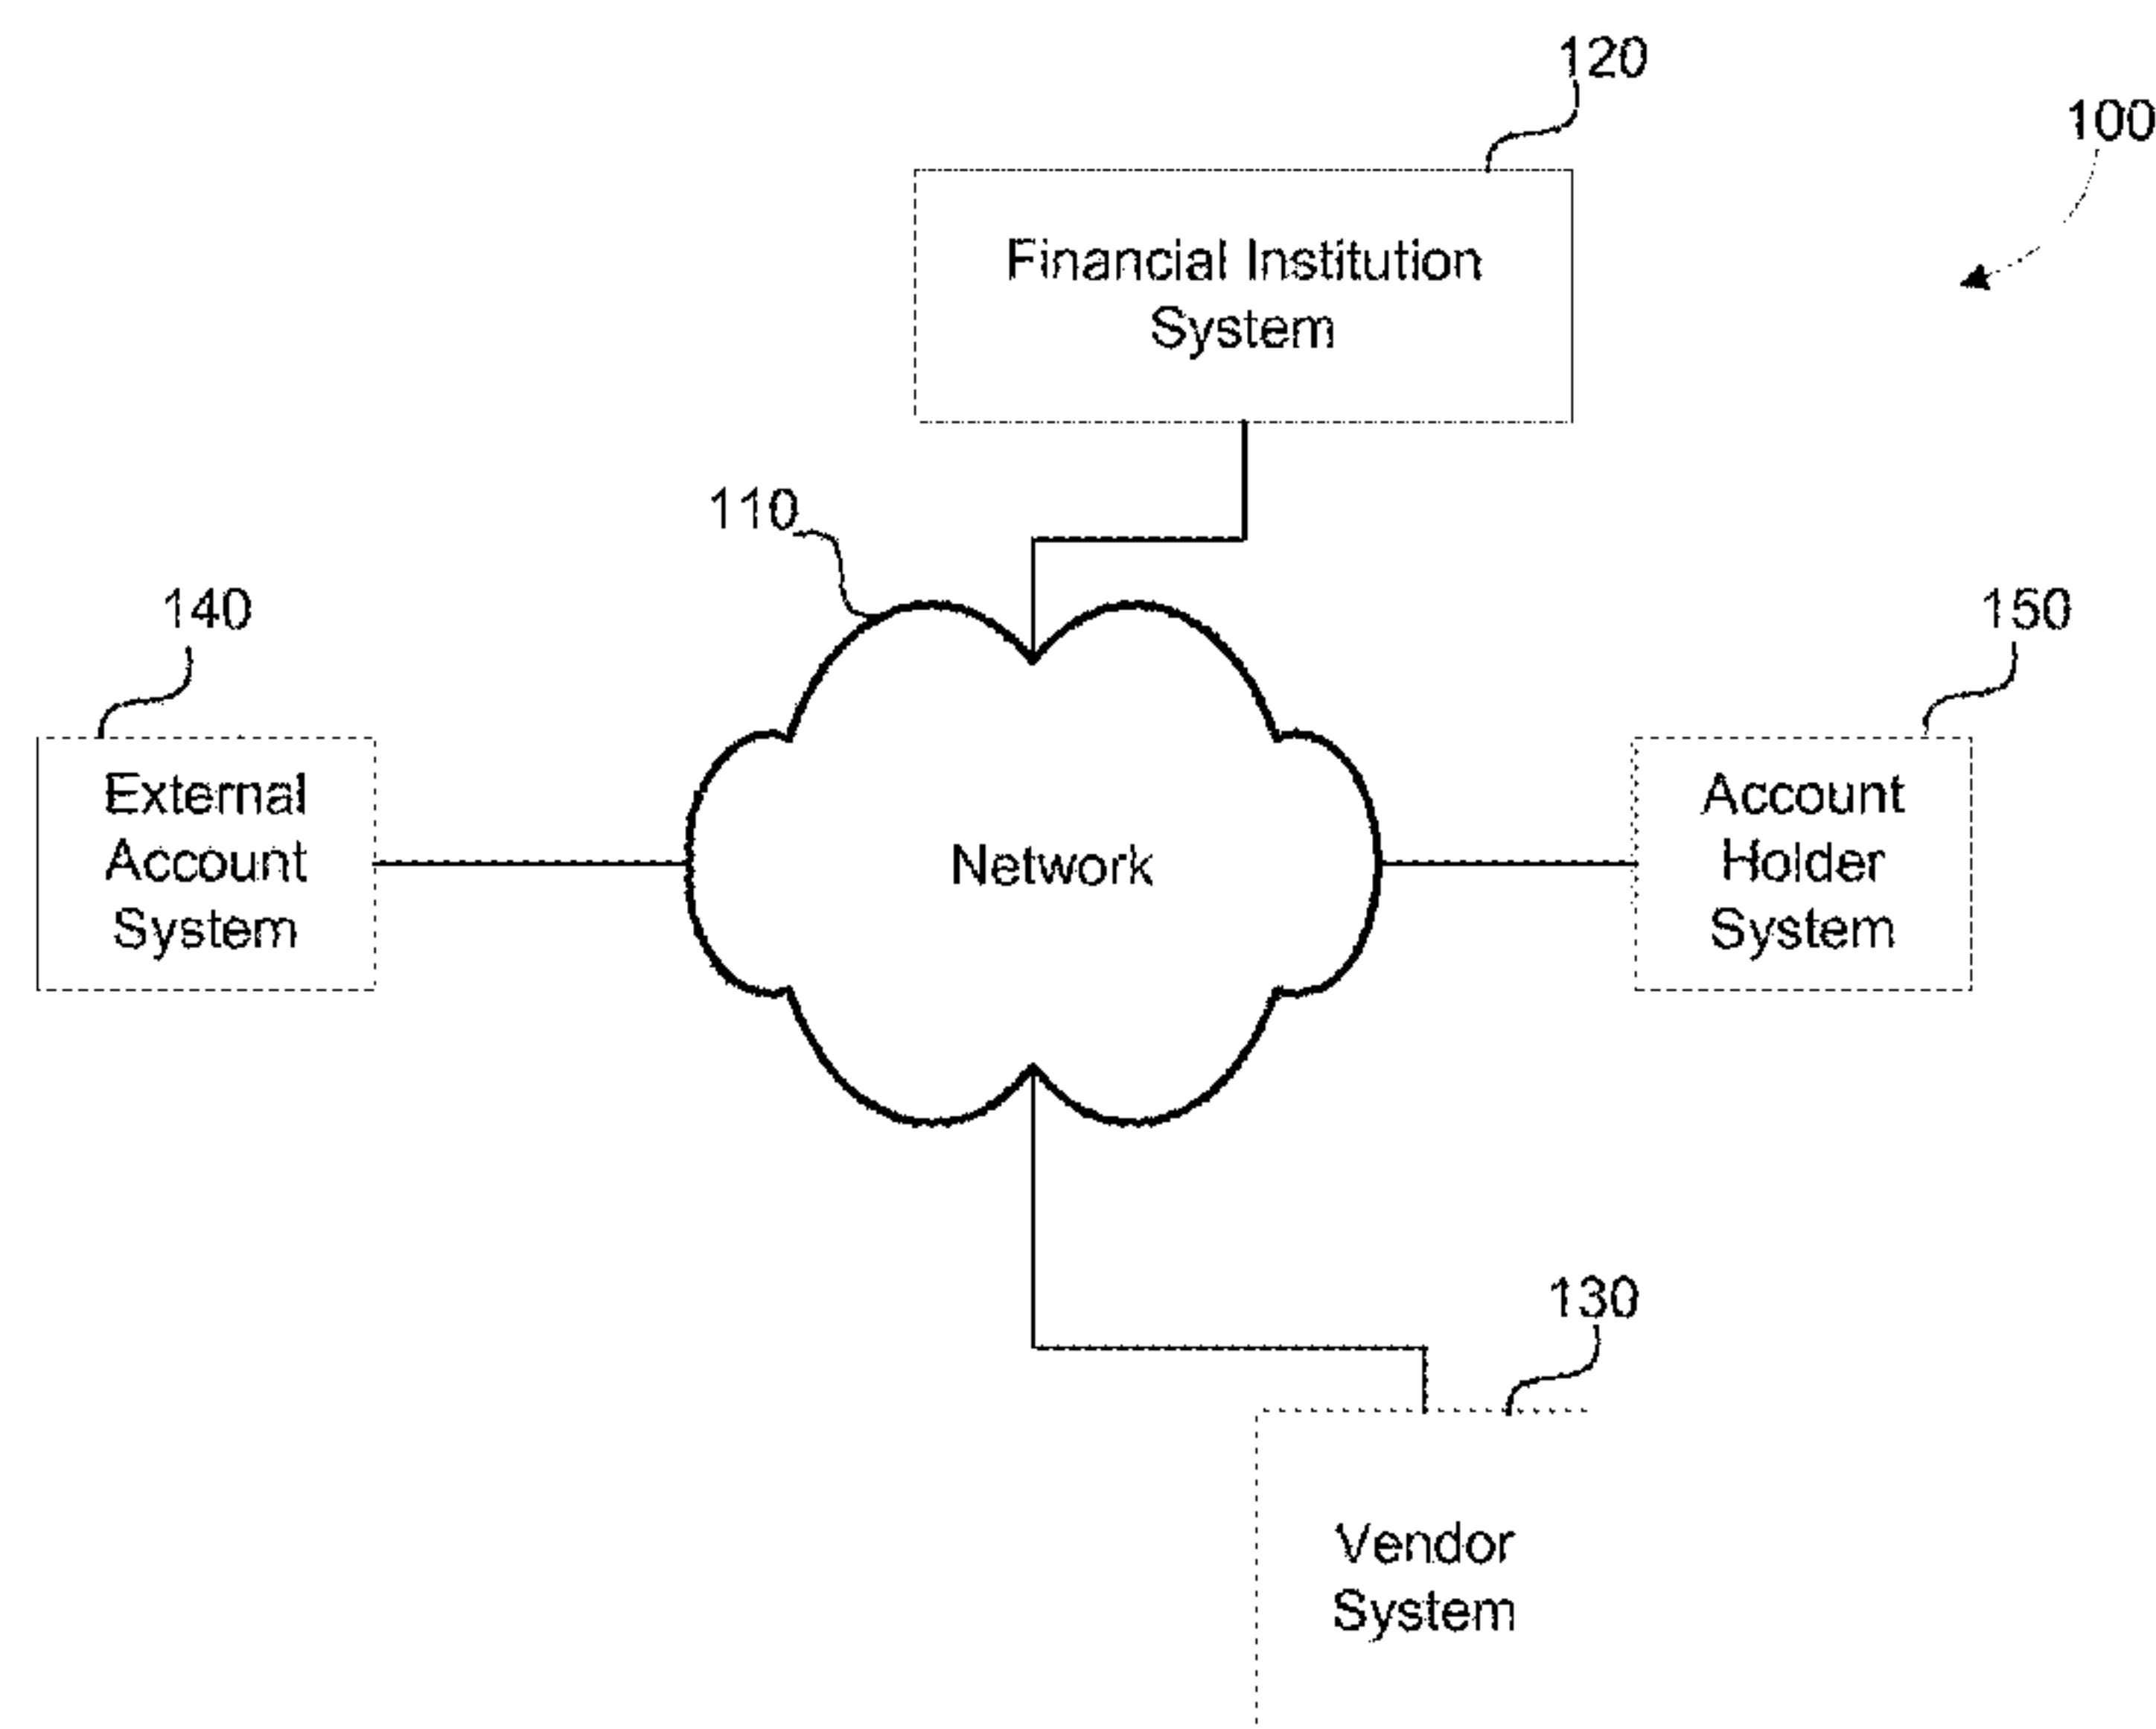 120
100
Financial Institution
System
110
140
150
External
Account
System
Network
Account
Holder
System
130
Vendor
System